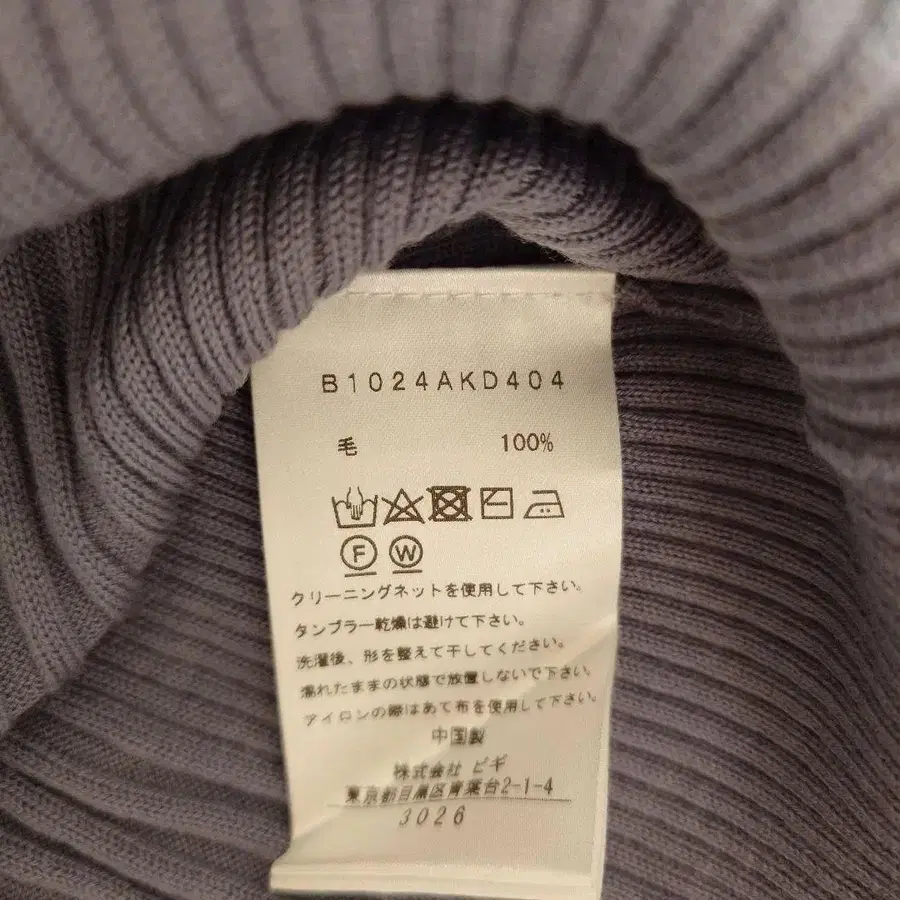 B1024AKD404
毛 100%
F W
クリーニングネットを使用して下さい。
タンブラー乾燥は避けて下さい。
洗濯後、形を整えて干してください。
濡れたままの状態で放置しないで下さい。
アイロンの際はあて布を使用して下さい。
中国製
株式会社 ビギ
東京都目黒区青葉台2-1-4
3026